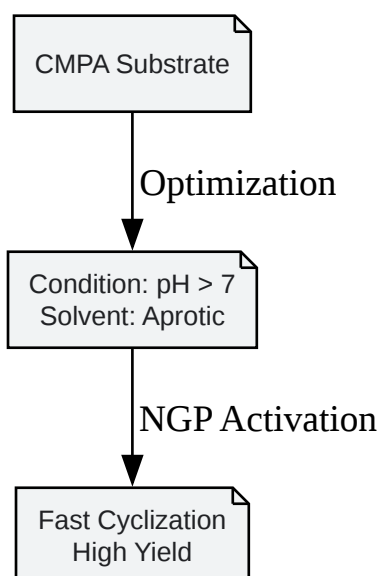 CMPA Substrate
Optimization
Condition: pH > 7
Solvent: Aprotic
NGP Activation
Fast Cyclization
High Yield